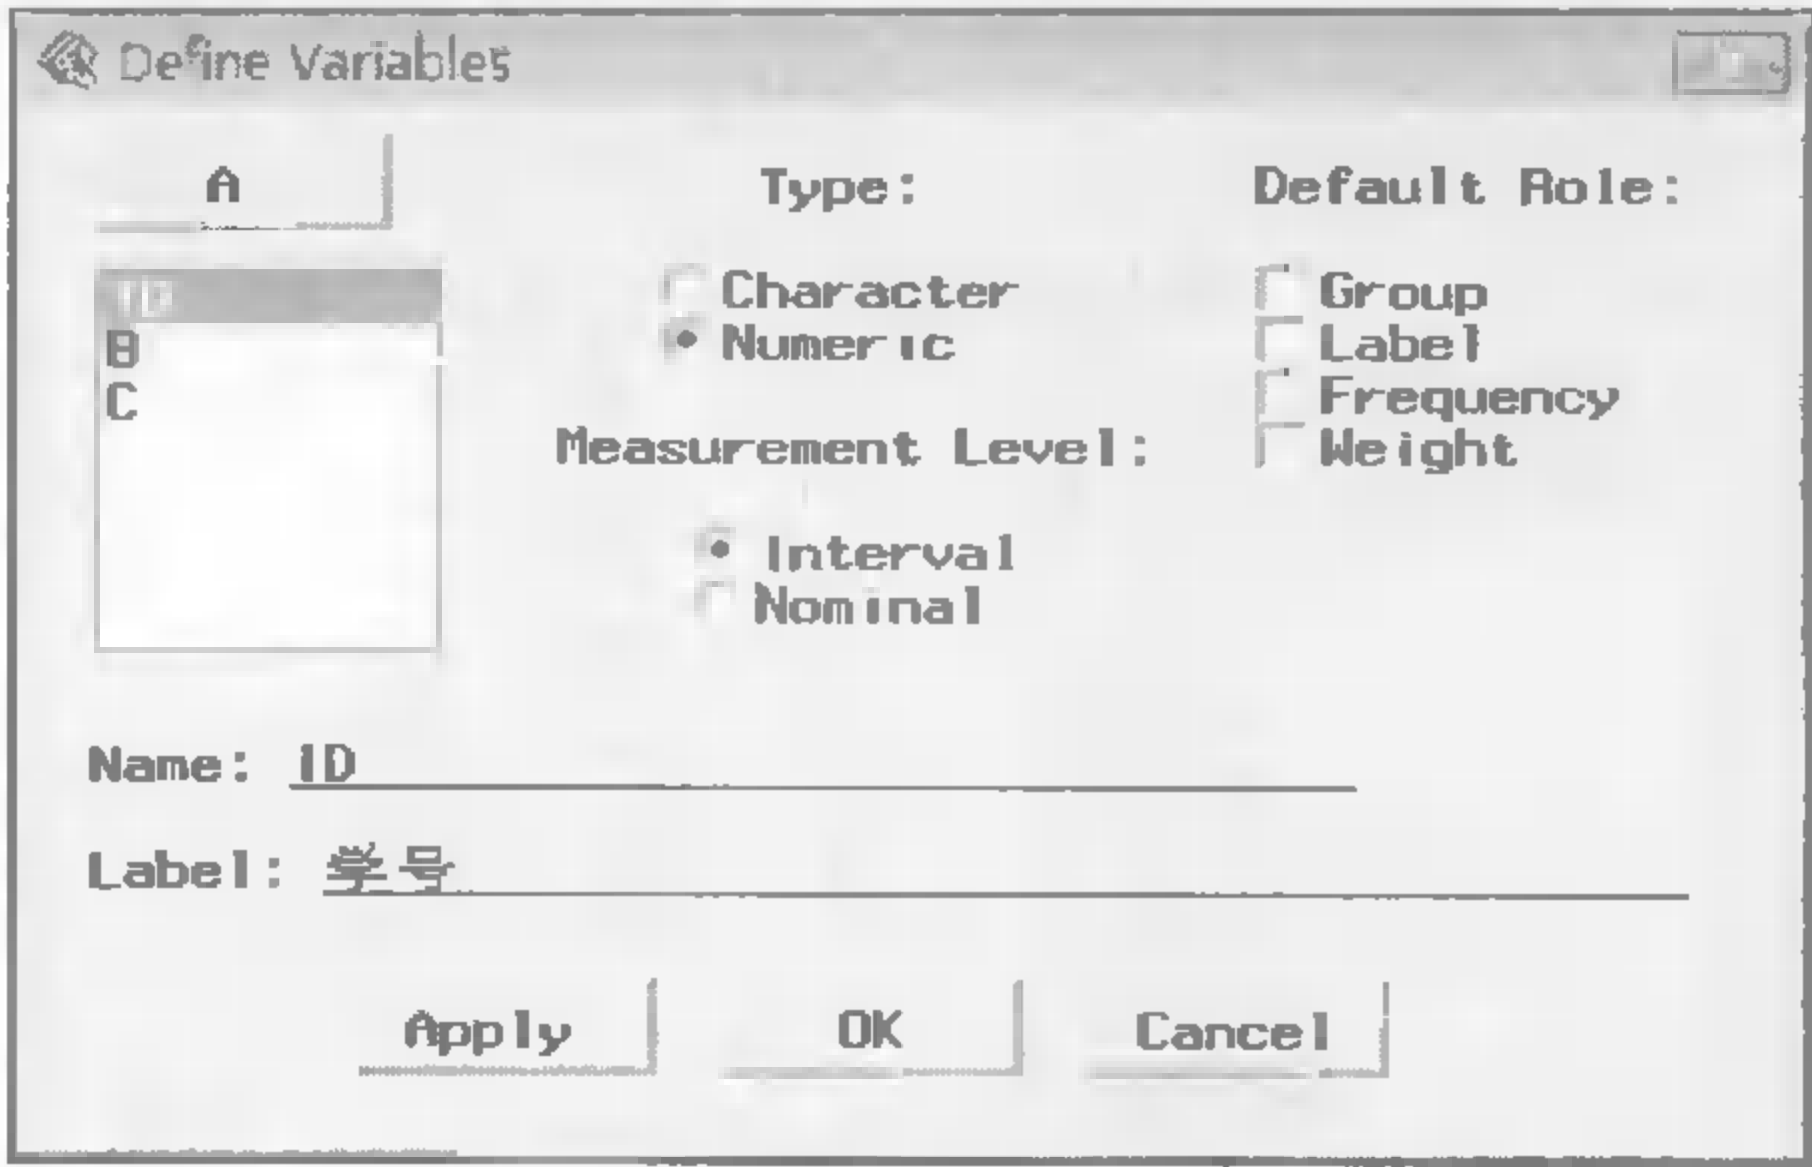 Define Variables
A
ID
B
C
Type:
Character
Numeric
Measurement Level:
Interval
Nominal
Default Role:
Group
Label
Frequency
Weight
Name: ID
Label: 学号
Apply OK Cancel